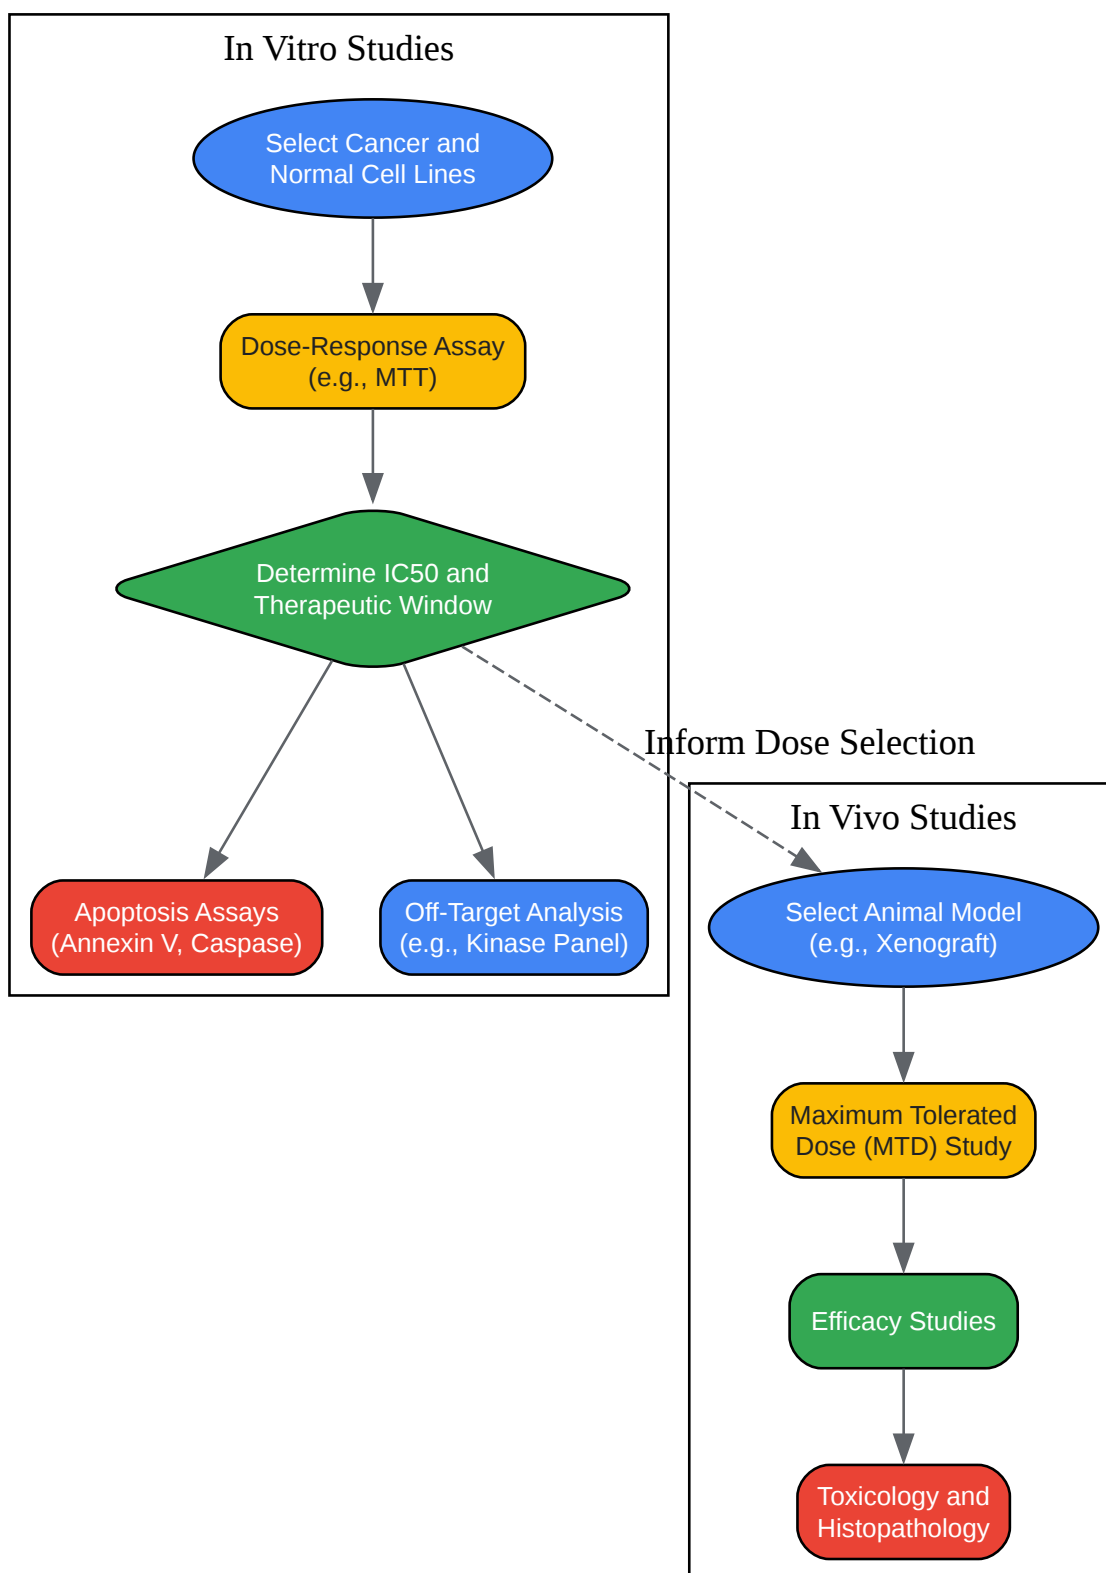 In Vitro Studies
Select Cancer and
Normal Cell Lines
Dose-Response Assay
(e.g., MTT)
Determine IC50 and
Therapeutic Window
Inform Dose Selection
Apoptosis Assays
(Annexin V, Caspase)
Off-Target Analysis
(e.g., Kinase Panel)
In Vivo Studies
Select Animal Model
(e.g., Xenograft)
Maximum Tolerated
Dose (MTD) Study
Efficacy Studies
Toxicology and
Histopathology